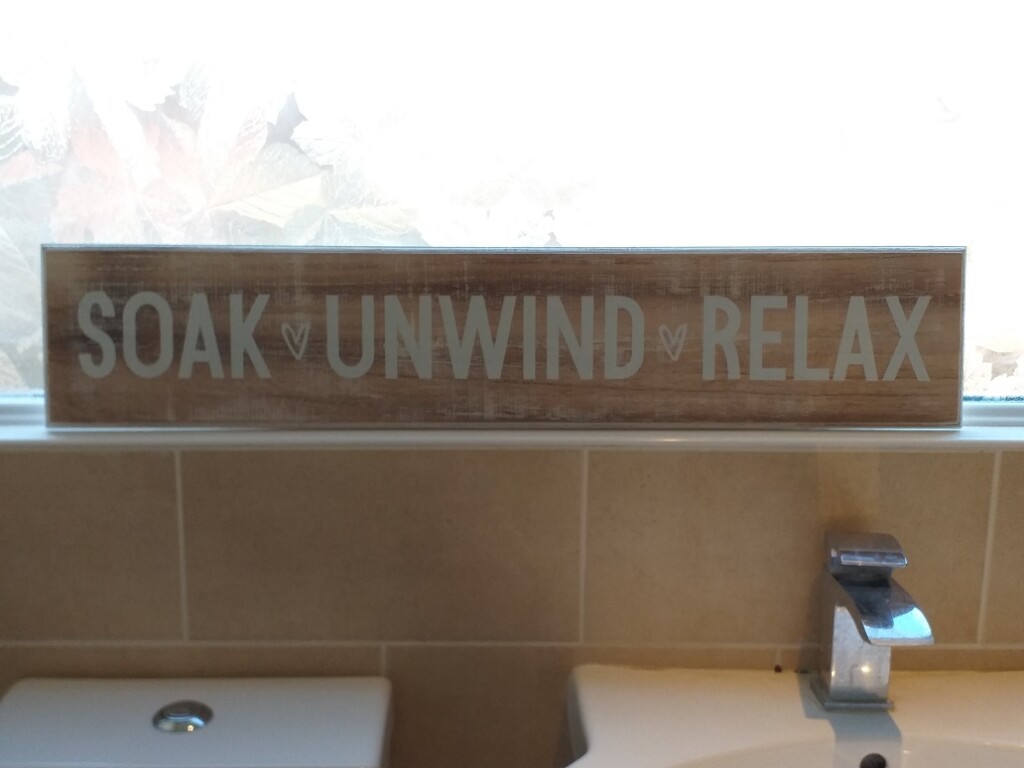 SOAK ♡ UNWIND ♡ RELAX